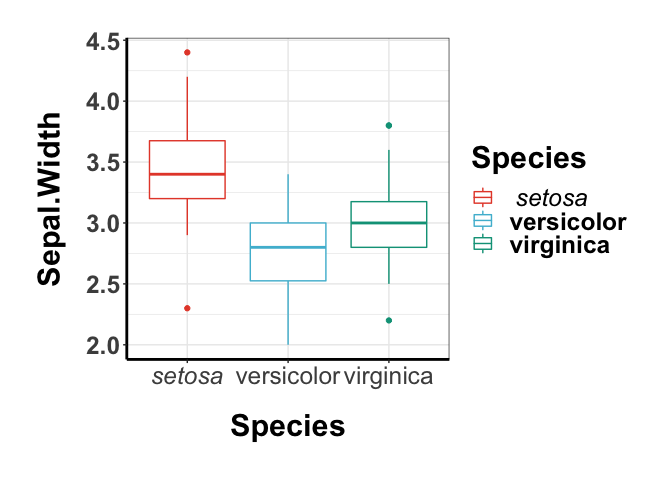 Sepal.Width
4.5
4.0
3.5
3.0
2.5
2.0
setosa versicolor virginica
Species
Species
setosa
versicolor
virginica